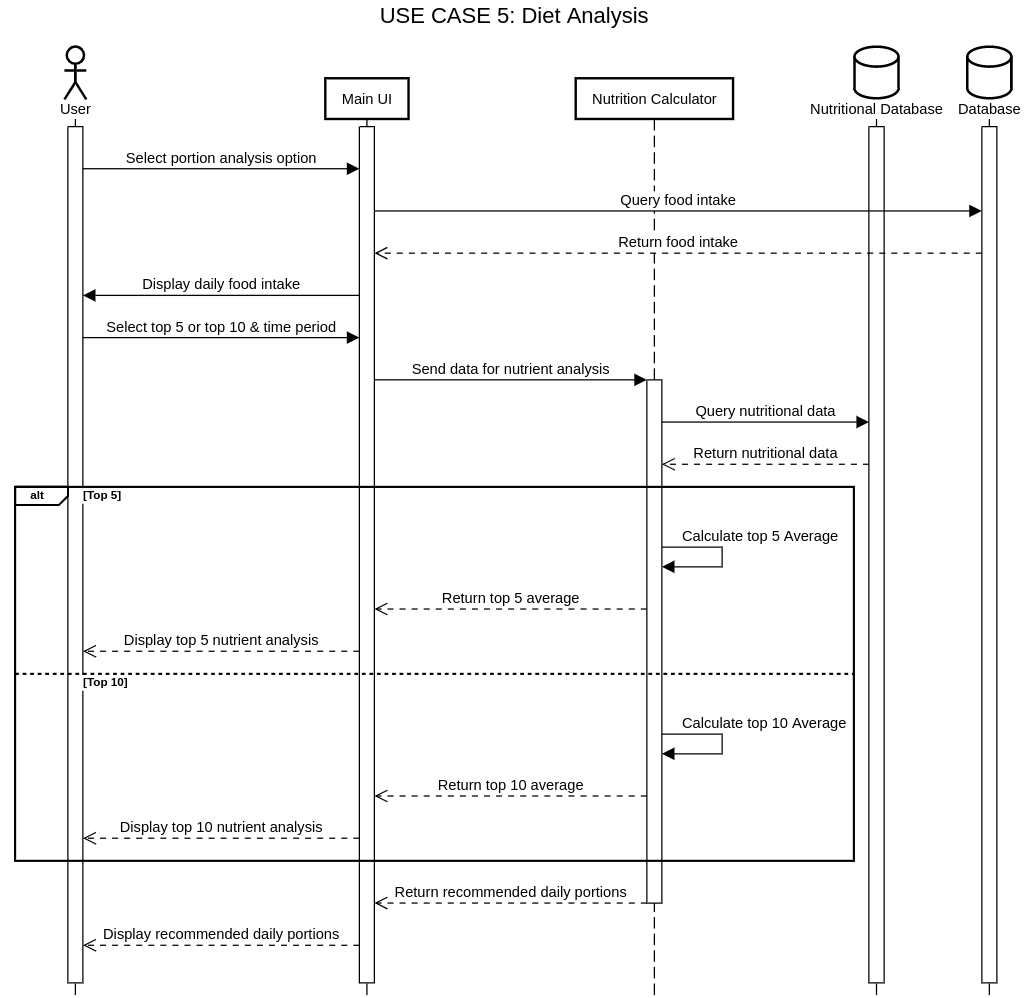 USE CASE 5: Diet Analysis
User
Main UI
Nutrition Calculator
Nutritional Database
Database
Select portion analysis option
Query food intake
Return food intake
Display daily food intake
Select top 5 or top 10 & time period
Send data for nutrient analysis
Query nutritional data
Return nutritional data
alt
[Top 5]
Calculate top 5 Average
Return top 5 average
Display top 5 nutrient analysis
[Top 10]
Calculate top 10 Average
Return top 10 average
Display top 10 nutrient analysis
Return recommended daily portions
Display recommended daily portions